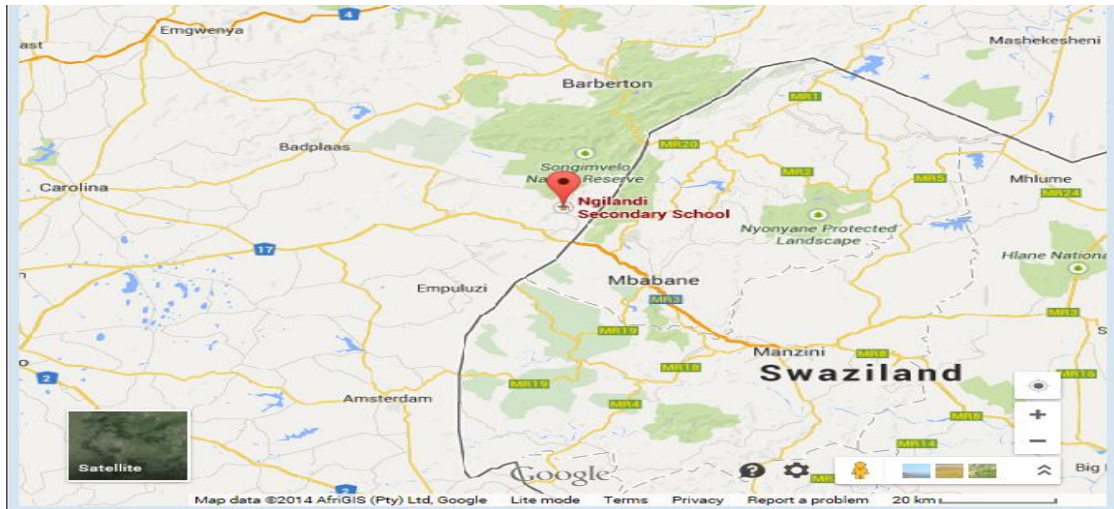 4
Emgwenya
ast
Mashekesheni
Barberton
MR1
MR20
Badplaas
Songimvelo
Nature Reserve
MR2
MR5
Mhlume
MR24
Carolina
Ngilandi
Secondary School
Nyonyane Protected
Landscape
17
Hlane Nationa
Mbabane
Empuluzi
MR3
MR3
MR19
Manzini
MR8
Swaziland
2
MR19
MR18
MR16
Amsterdam
MR4
MR8
MR14
Satellite
Google
Big
2
Map data ©2014 AfriGIS (Pty) Ltd, Google
Lite mode
Terms
Privacy
Report a problem
20 km